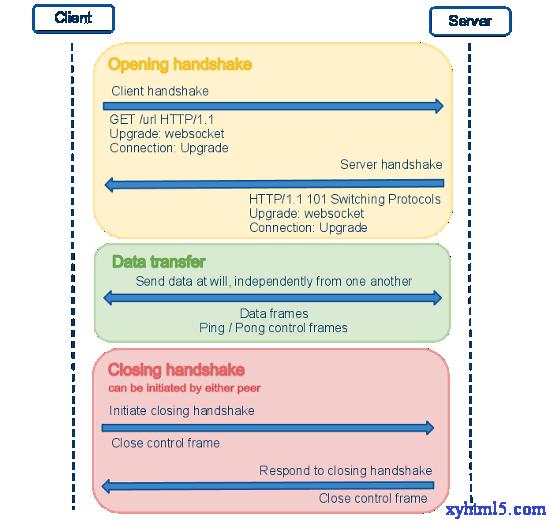 Client
Server
Opening handshake
Client handshake
GET /url HTTP/1.1
Upgrade: websocket
Connection: Upgrade
Server handshake
HTTP/1.1 101 Switching Protocols
Upgrade: websocket
Connection: Upgrade
Data transfer
Send data at will, independently from one another
Data frames
Ping / Pong control frames
Closing handshake
can be initiated by either peer
Initiate closing handshake
Close control frame
Respond to closing handshake
Close control frame
xyhtml5.com